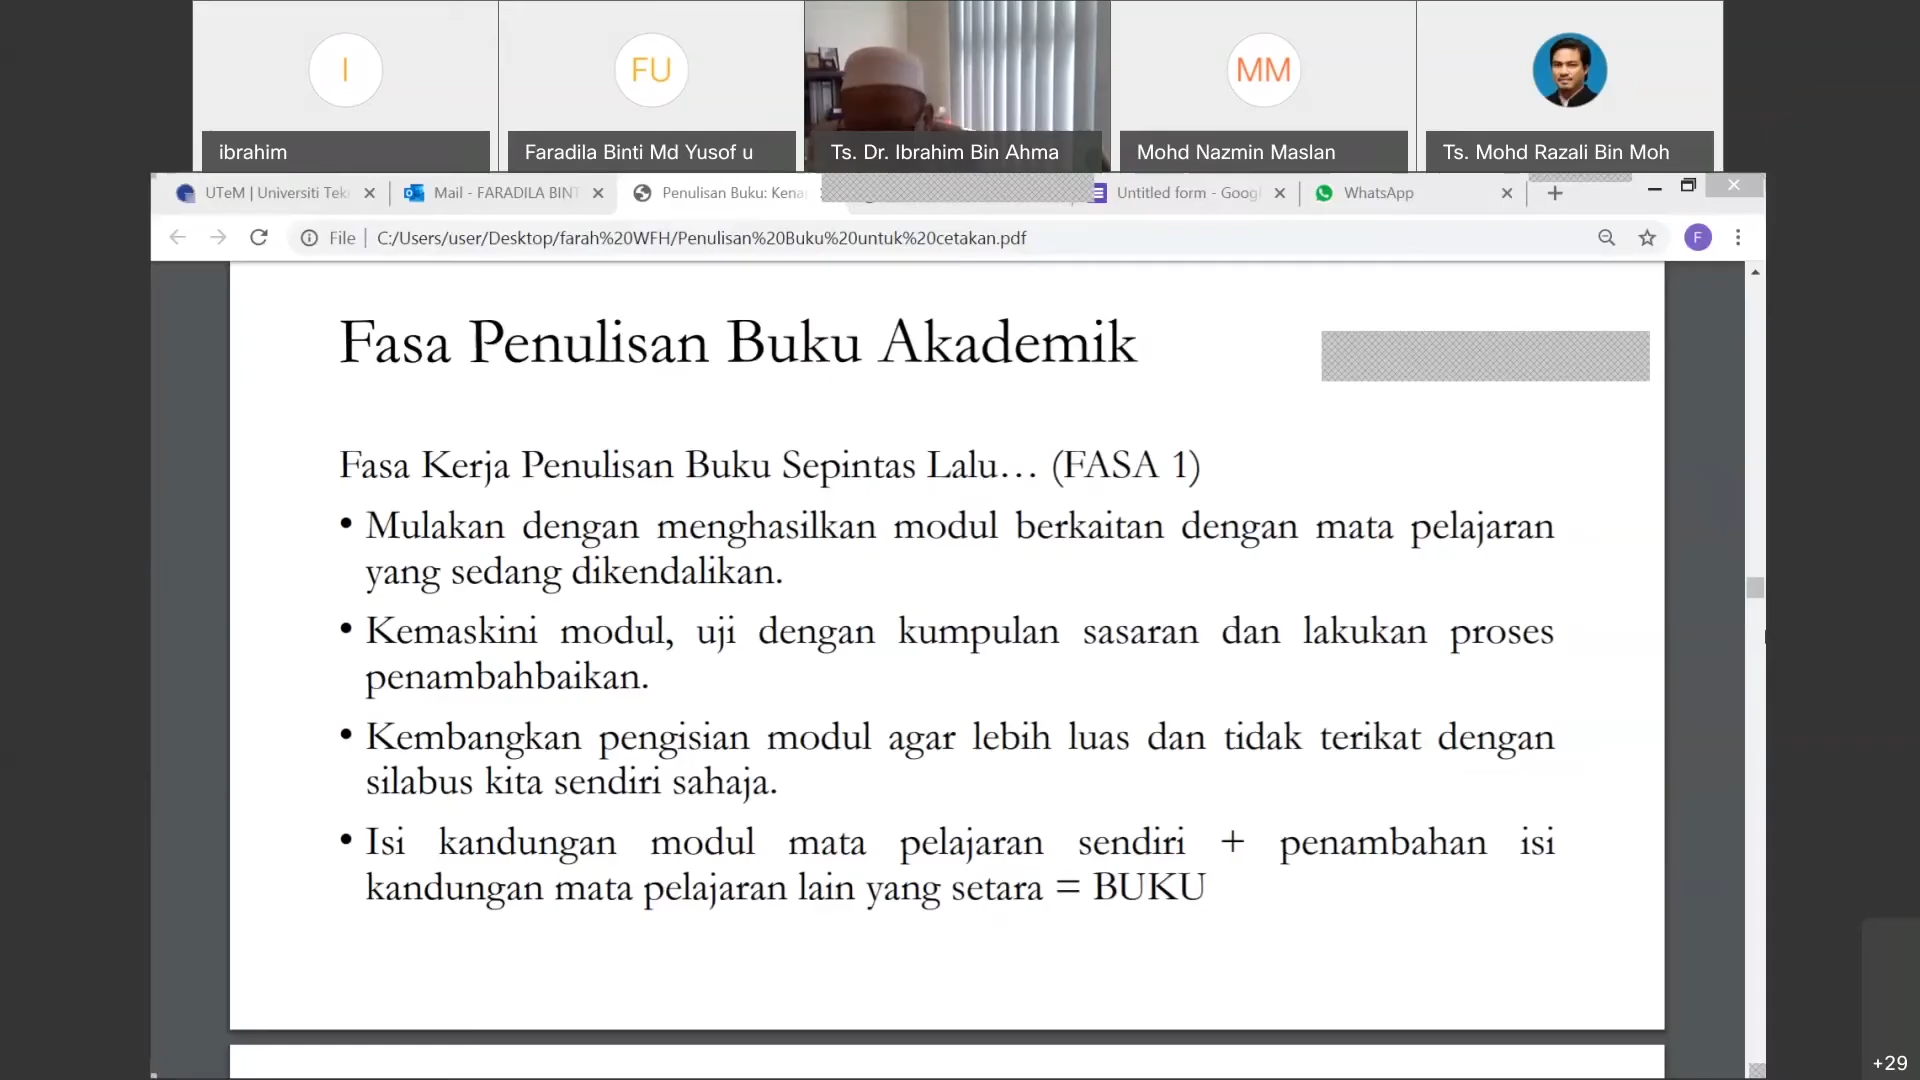 I
FU
MM
ibrahim
Faradila Binti Md Yusof u
Ts. Dr. Ibrahim Bin Ahma
Mohd Nazmin Maslan
Ts. Mohd Razali Bin Moh
UTeM | Universiti Tek
Mail - FARADILA BINT
Penulisan Buku: Kena
Untitled form - Googl
WhatsApp
File
C:/Users/user/Desktop/farah%20WFH/Penulisan%20Buku%20untuk%20cetakan.pdf
F
Fasa Penulisan Buku Akademik
Fasa Kerja Penulisan Buku Sepintas Lalu… (FASA 1)
• Mulakan dengan menghasilkan modul berkaitan dengan mata pelajaran
yang sedang dikendalikan.
• Kemaskini modul, uji dengan kumpulan sasaran dan lakukan proses
penambahbaikan.
• Kembangkan pengisian modul agar lebih luas dan tidak terikat dengan
silabus kita sendiri sahaja.
• Isi kandungan modul mata pelajaran sendiri + penambahan isi
kandungan mata pelajaran lain yang setara = BUKU
+29